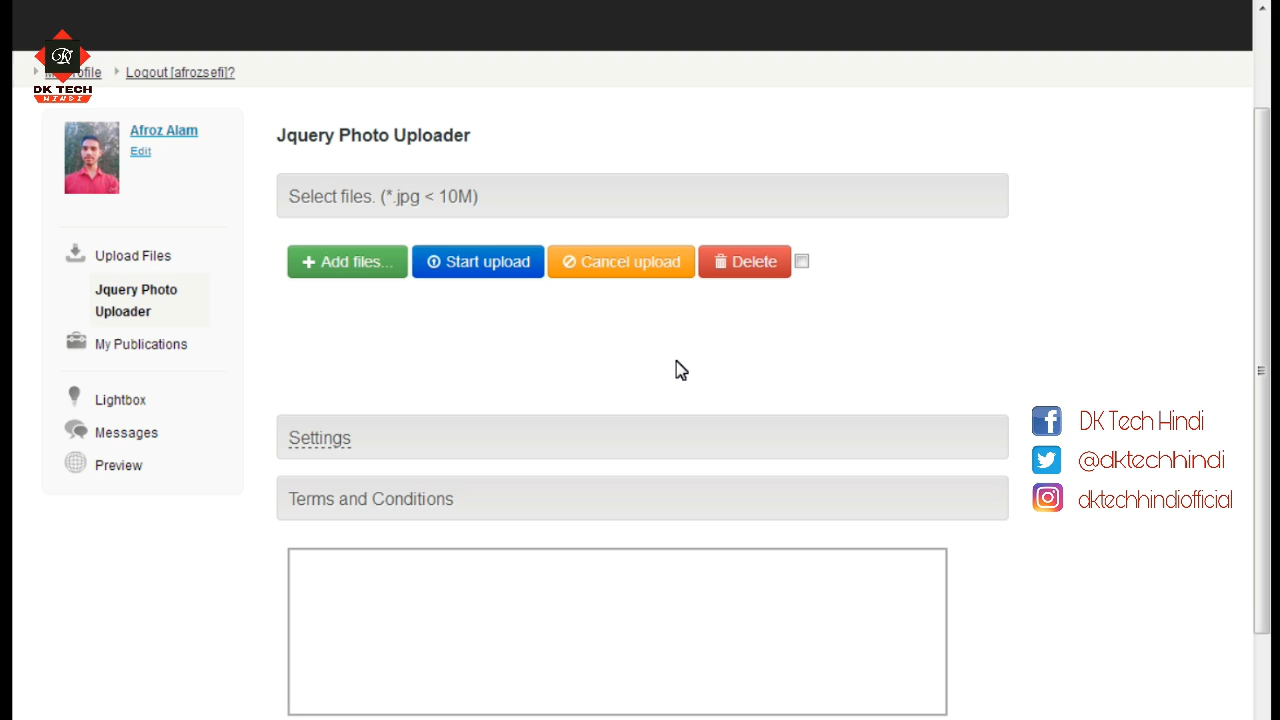 DK TECH
HINDI
Logout [afrozsefi]?
Afroz Alam
Edit
Upload Files
Jquery Photo
Uploader
My Publications
Lightbox
Messages
Preview
Jquery Photo Uploader
Select files. (*.jpg < 10M)
Add files...
Start upload
Cancel upload
Delete
Settings
Terms and Conditions
DK Tech Hindi
@dktechhindi
dktechhindiofficial